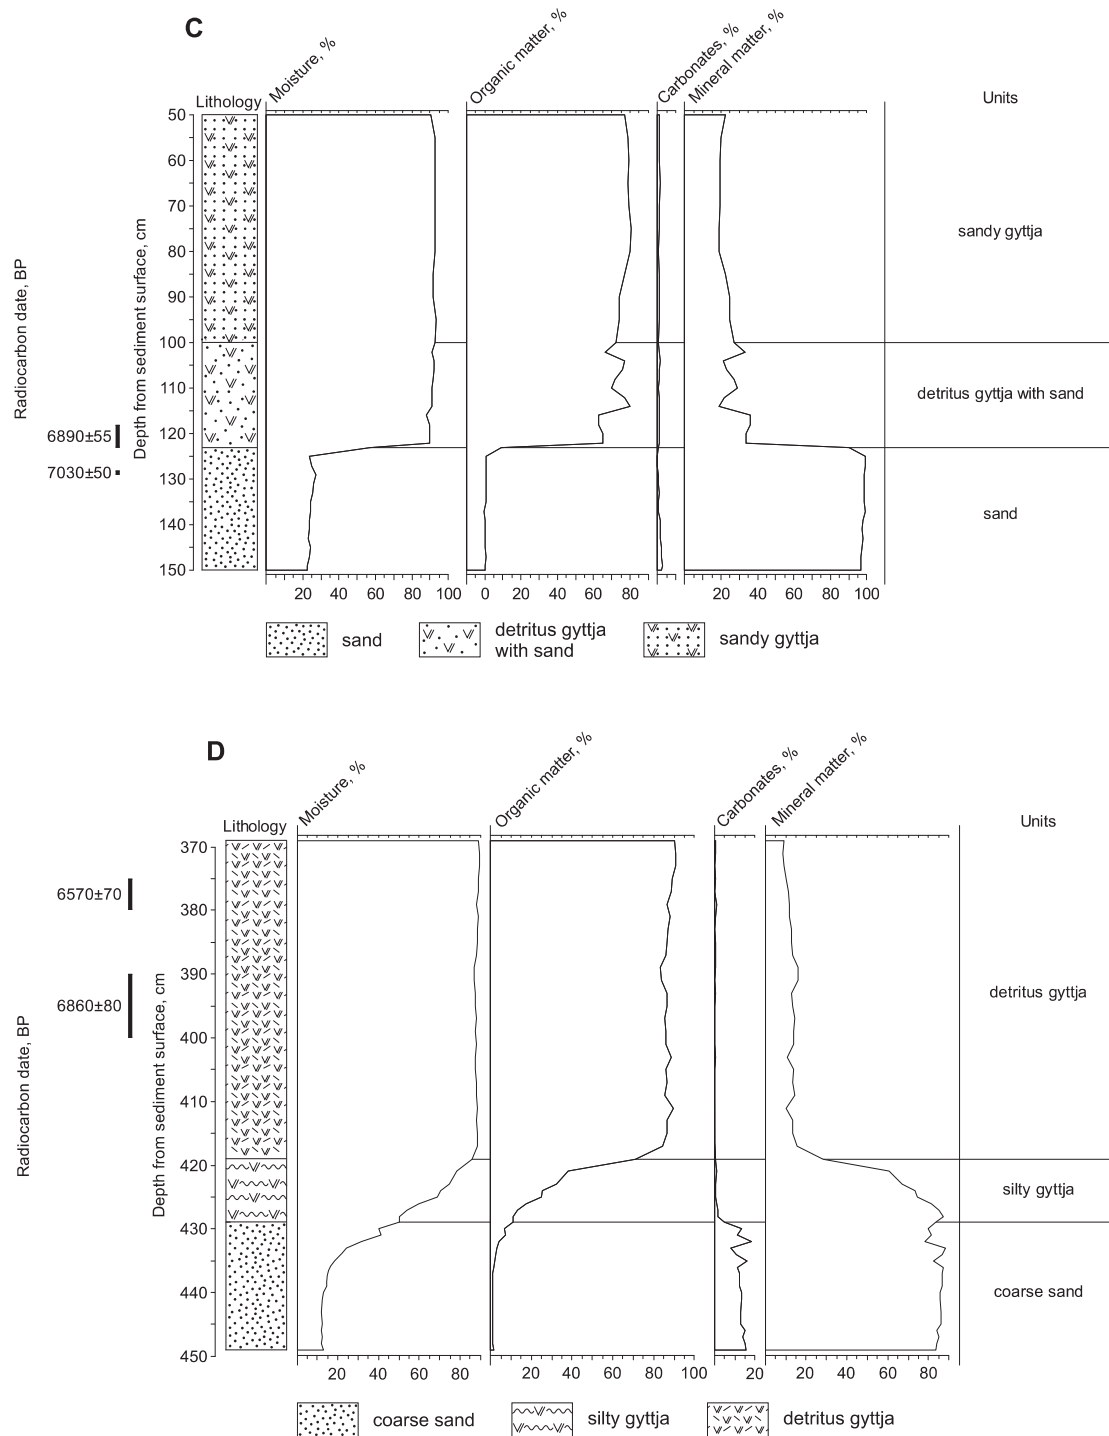 C
Moisture, %
Organic matter, %
Carbonates, %
Mineral matter, %
Lithology
Units
Radiocarbon date, BP
Depth from sediment surface, cm
50
60
70
80
90
100
110
120
130
140
150
6890±55
7030±50
sandy gyttja
detritus gyttja with sand
sand
0 20 40 60 80 100
0 20 40 60 80
0 20 40 60 80 100
sand
detritus gyttja
with sand
sandy gyttja
D
Moisture, %
Organic matter, %
Carbonates, %
Mineral matter, %
Lithology
Units
Radiocarbon date, BP
Depth from sediment surface, cm
370
380
390
400
410
420
430
440
450
6570±70
6860±80
detritus gyttja
silty gyttja
coarse sand
20 40 60 80
20 40 60 80 100
20
20 40 60 80
coarse sand
silty gyttja
detritus gyttja